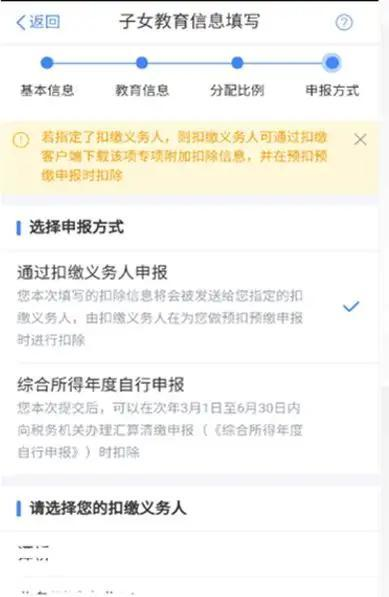 返回
子女教育信息填写
?
基本信息
教育信息
分配比例
申报方式
若指定了扣缴义务人，则扣缴义务人可通过扣缴
客户端下载该项专项附加扣除信息，并在预扣预
缴申报时扣除
选择申报方式
通过扣缴义务人申报
您本次填写的扣除信息将会被发送给您指定的扣
缴义务人，由扣缴义务人在为您做预扣预缴申报
时进行扣除
综合所得年度自行申报
您本次提交后，可以在次年3月1日至6月30日内
向税务机关办理汇算清缴申报（《综合所得年度
自行申报》）时扣除
请选择您的扣缴义务人